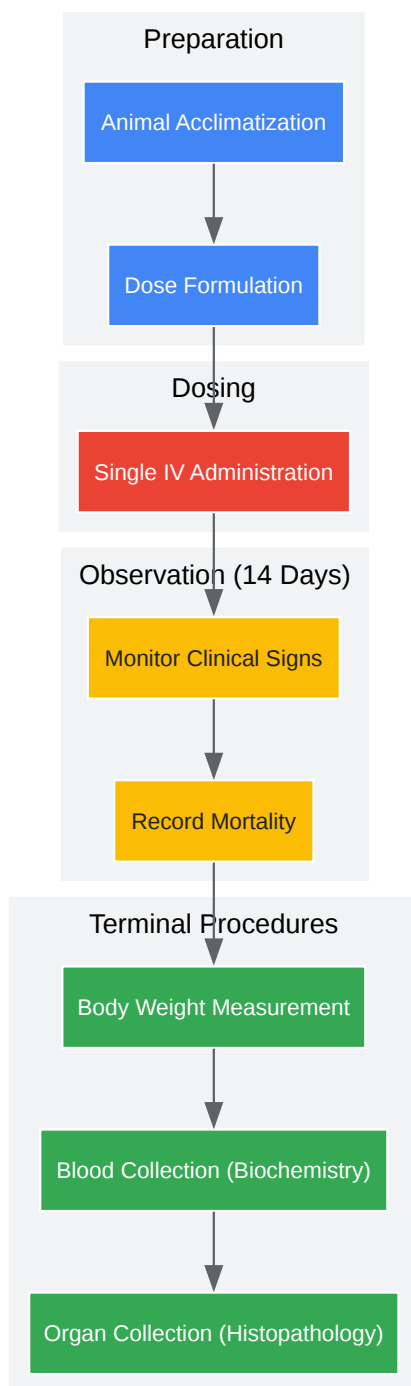 Preparation
Animal Acclimatization
Dose Formulation
Dosing
Single IV Administration
Observation (14 Days)
Monitor Clinical Signs
Record Mortality
Terminal Procedures
Body Weight Measurement
Blood Collection (Biochemistry)
Organ Collection (Histopathology)